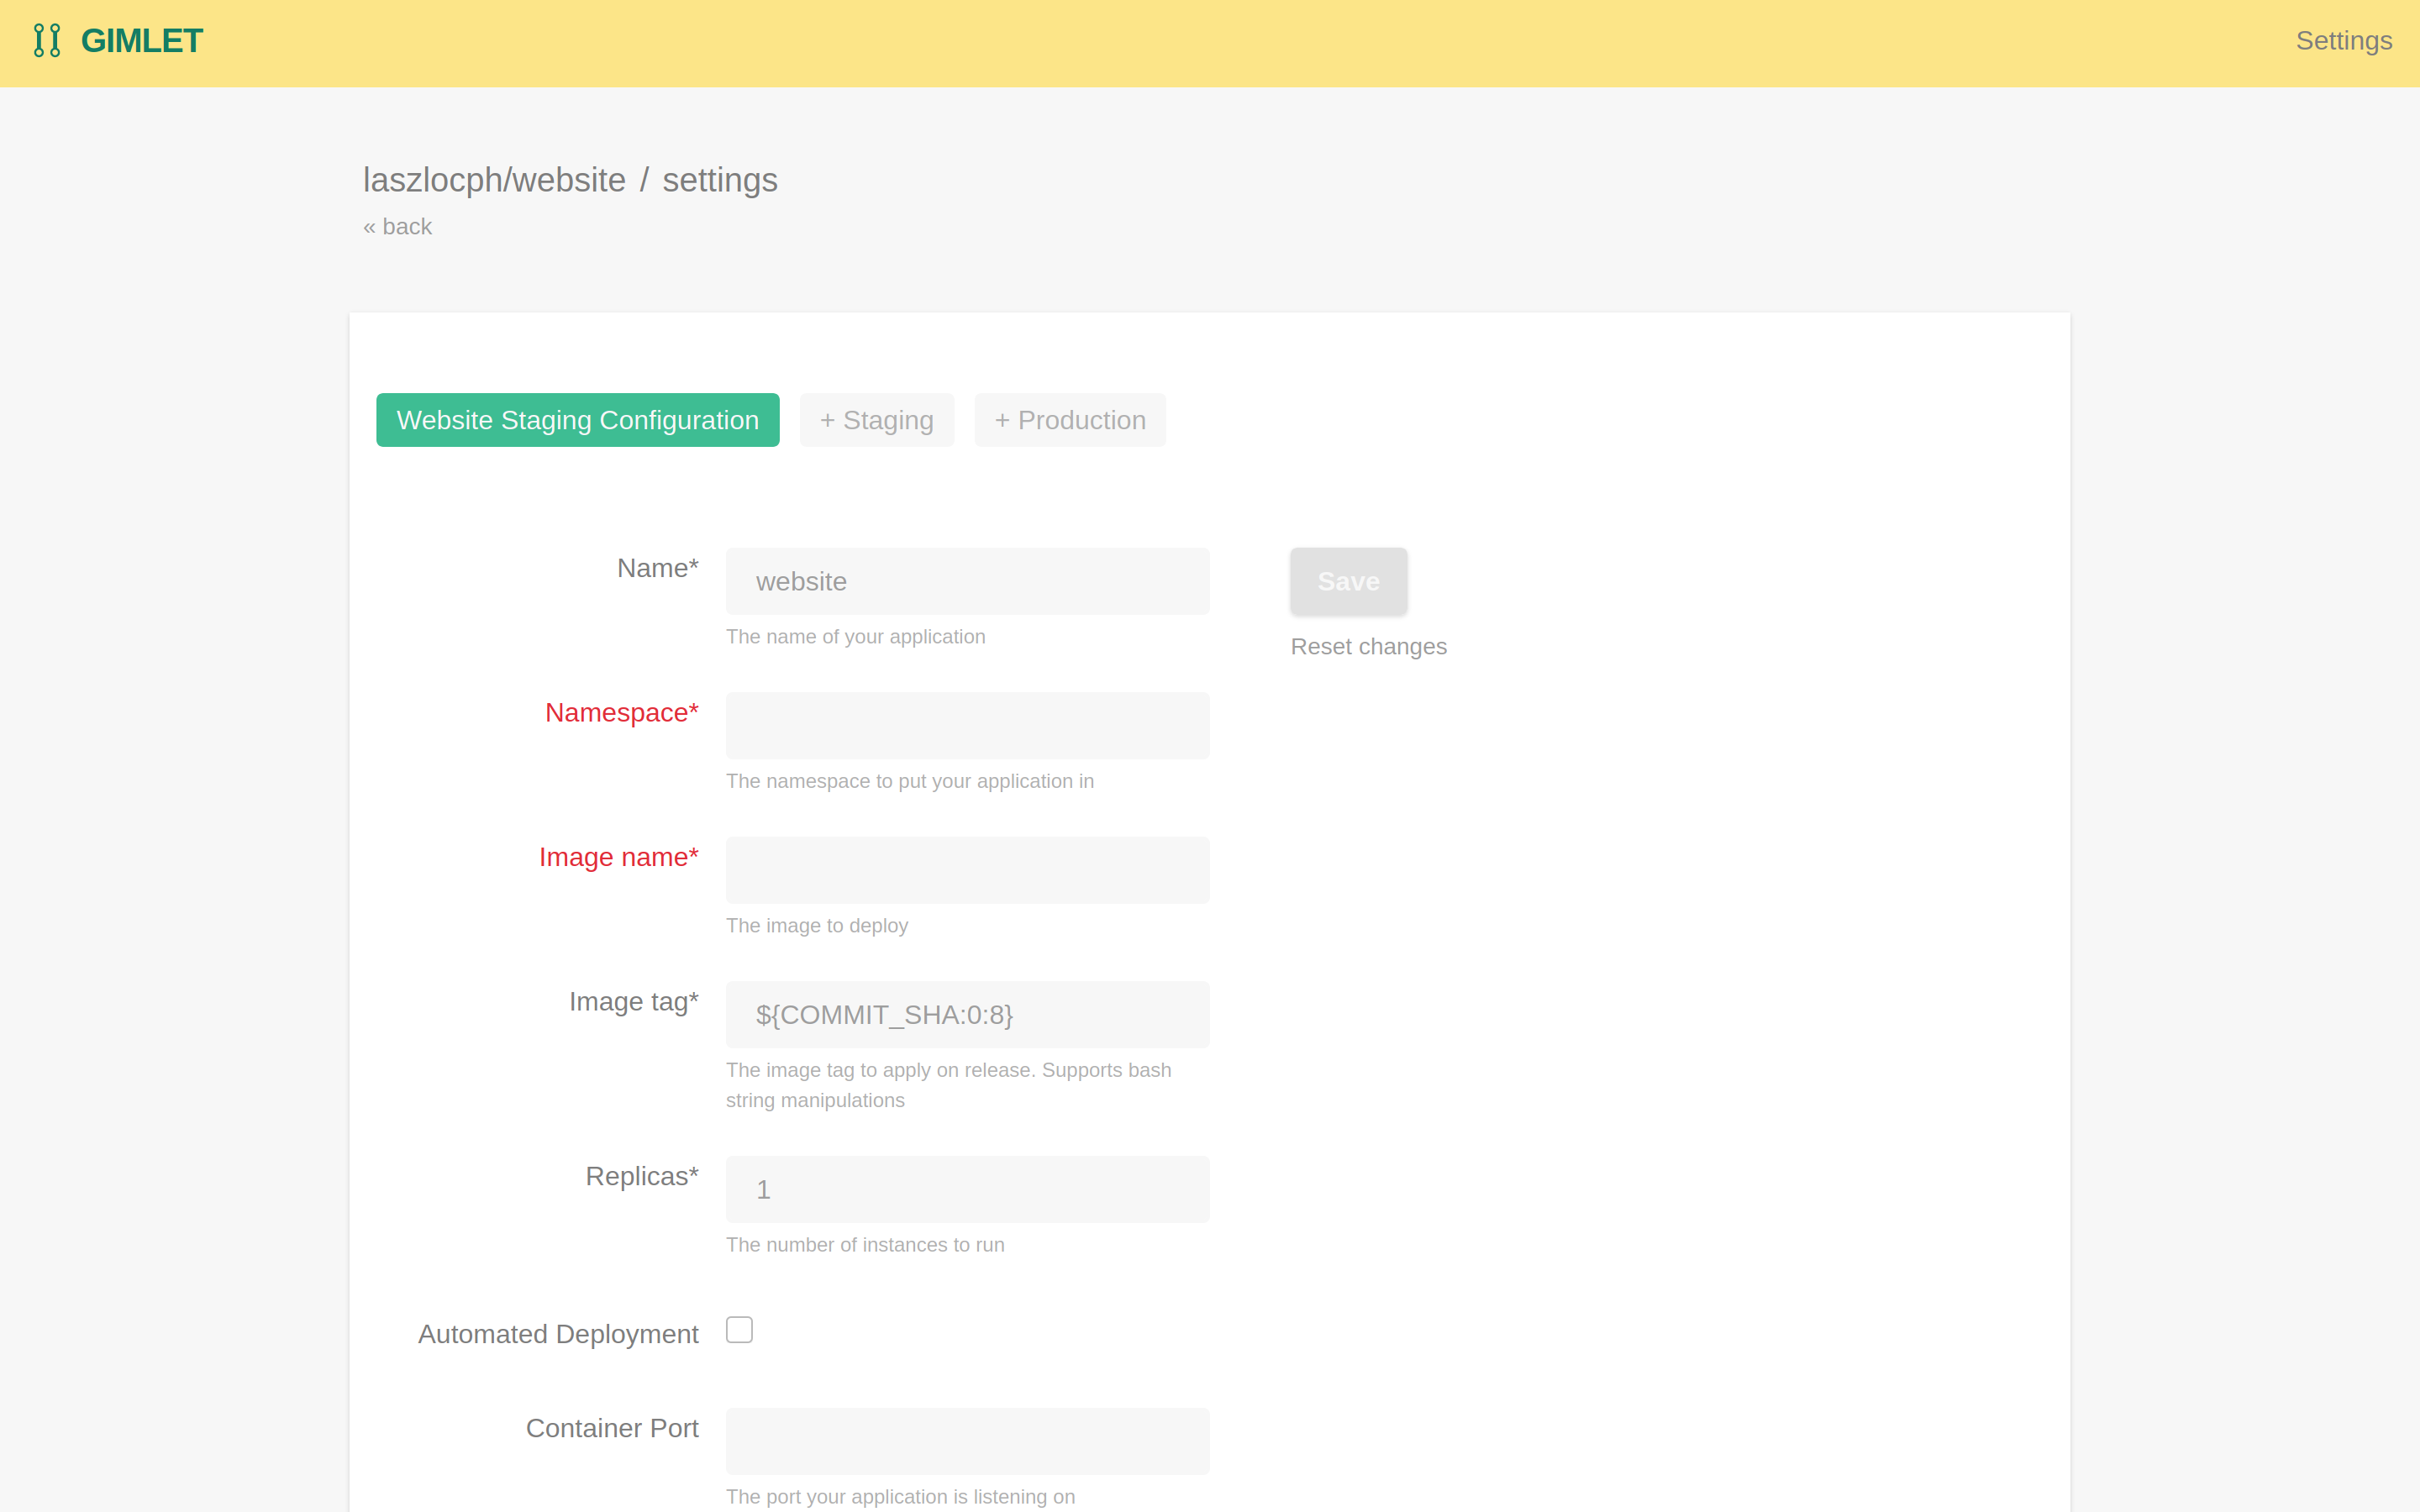 GIMLET
Settings
laszlocph/website / settings
« back
Website Staging Configuration
+ Staging
+ Production
Name*
website
The name of your application
Save
Reset changes
Namespace*
The namespace to put your application in
Image name*
The image to deploy
Image tag*
${COMMIT_SHA:0:8}
The image tag to apply on release. Supports bash
string manipulations
Replicas*
1
The number of instances to run
Automated Deployment
Container Port
The port your application is listening on